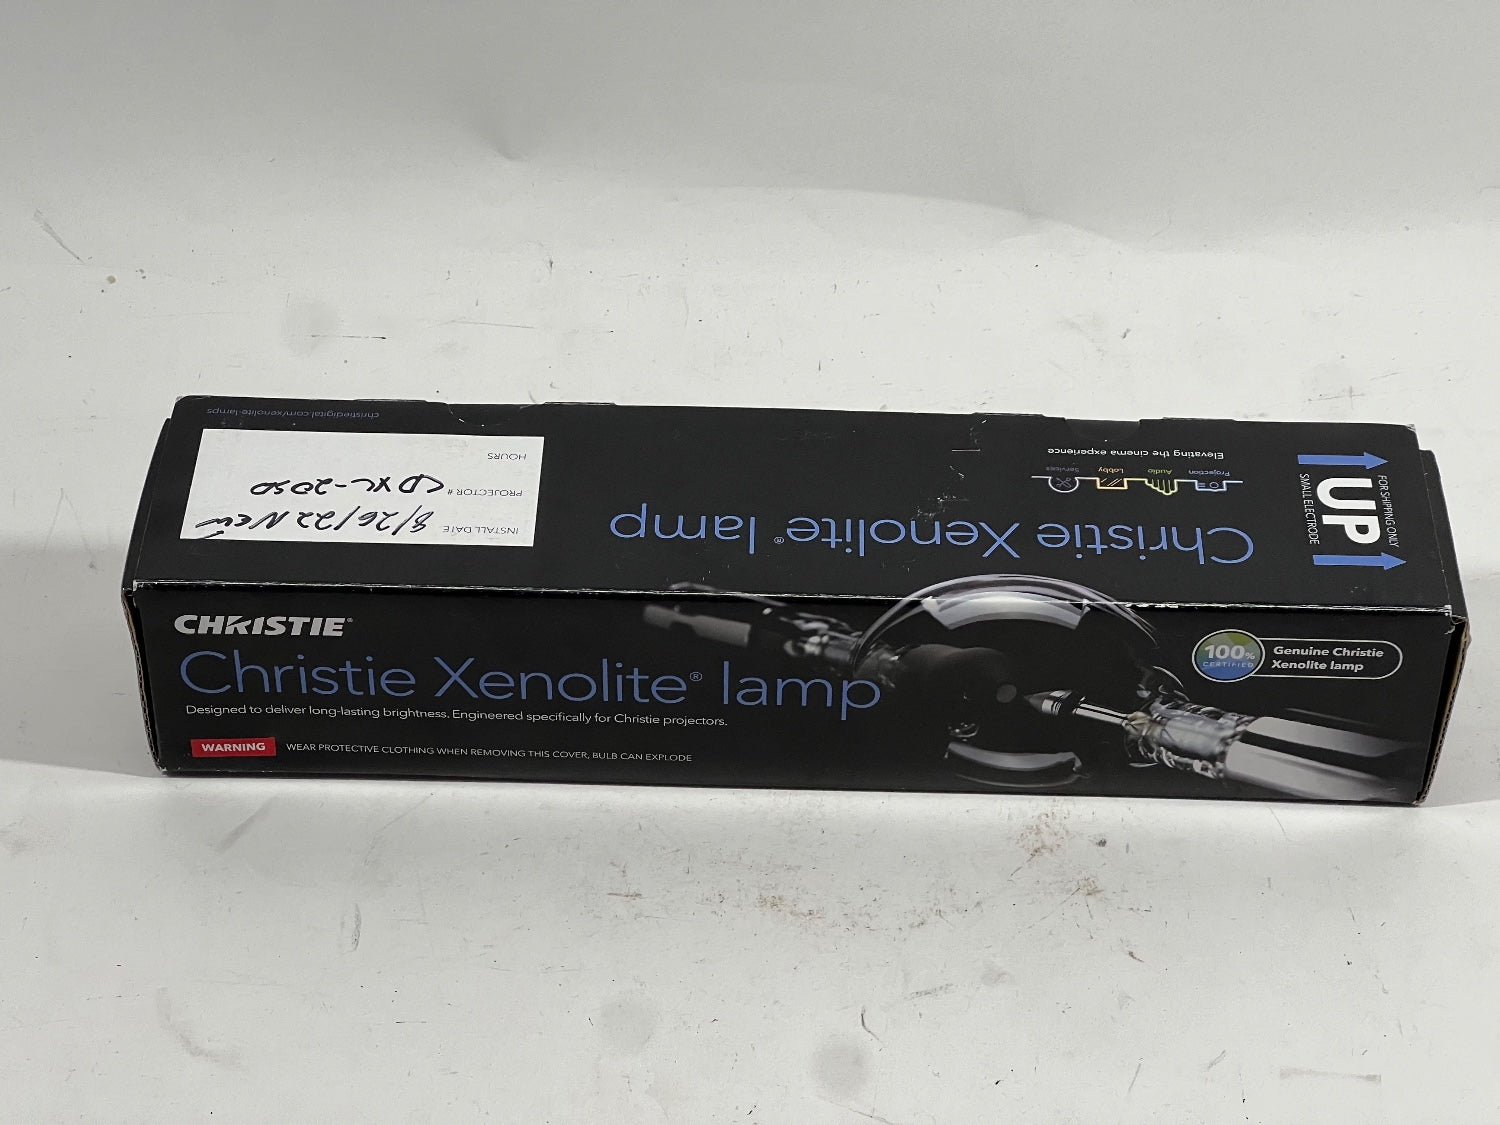 christiedigital.com/xenolite-lamps
INSTALL DATE 8/26/22 New
PROJECTOR # CDXL-20SD
HOURS
Christie Xenolite® lamp
Projection
Audio
Lobby
Services
Elevating the cinema experience
FOR SHIPPING ONLY
UP
SMALL ELECTRODE
CHRISTIE®
Christie Xenolite® lamp
Designed to deliver long-lasting brightness. Engineered specifically for Christie projectors.
WARNING WEAR PROTECTIVE CLOTHING WHEN REMOVING THIS COVER, BULB CAN EXPLODE
100%
CERTIFIED
Genuine Christie
Xenolite lamp